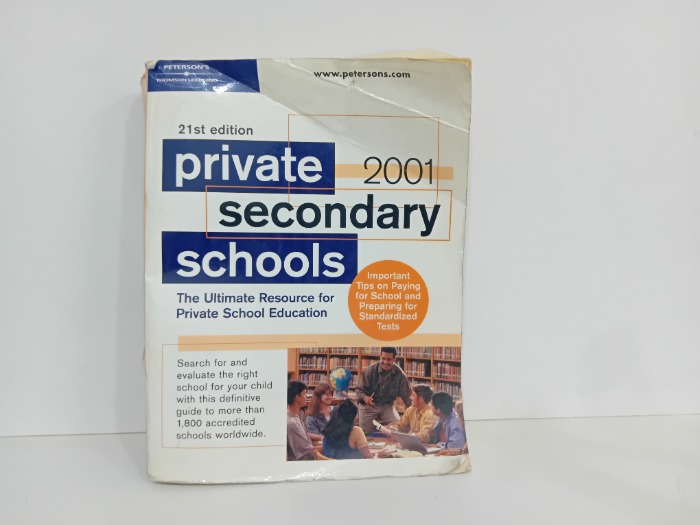 PETERSON'S
THOMSON LEARNING
www.petersons.com
21st edition
private 2001
secondary
schools
The Ultimate Resource for
Private School Education
Important
Tips on Paying
for School and
Preparing for
Standardized
Tests
Search for and
evaluate the right
school for your child
with this definitive
guide to more than
1,800 accredited
schools worldwide.